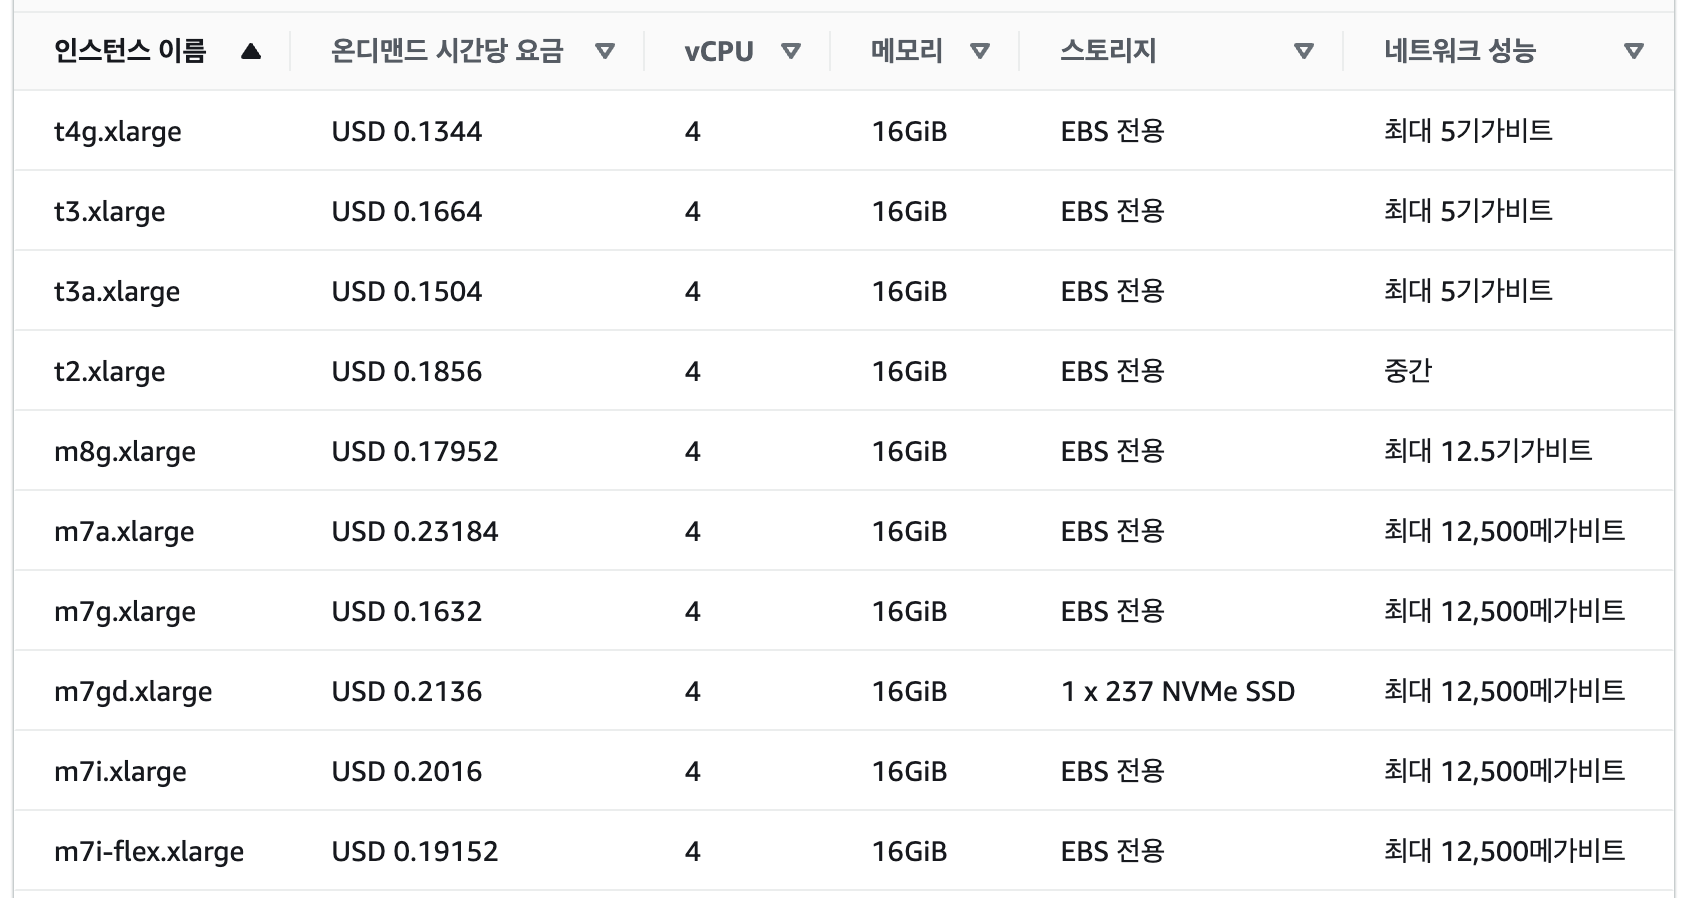 인스턴스 이름 온디맨드 시간당 요금 vCPU 메모리 스토리지 네트워크 성능
t4g.xlarge USD 0.1344 4 16GiB EBS 전용 최대 5기가비트
t3.xlarge USD 0.1664 4 16GiB EBS 전용 최대 5기가비트
t3a.xlarge USD 0.1504 4 16GiB EBS 전용 최대 5기가비트
t2.xlarge USD 0.1856 4 16GiB EBS 전용 중간
m8g.xlarge USD 0.17952 4 16GiB EBS 전용 최대 12.5기가비트
m7a.xlarge USD 0.23184 4 16GiB EBS 전용 최대 12,500메가비트
m7g.xlarge USD 0.1632 4 16GiB EBS 전용 최대 12,500메가비트
m7gd.xlarge USD 0.2136 4 16GiB 1 x 237 NVMe SSD 최대 12,500메가비트
m7i.xlarge USD 0.2016 4 16GiB EBS 전용 최대 12,500메가비트
m7i-flex.xlarge USD 0.19152 4 16GiB EBS 전용 최대 12,500메가비트